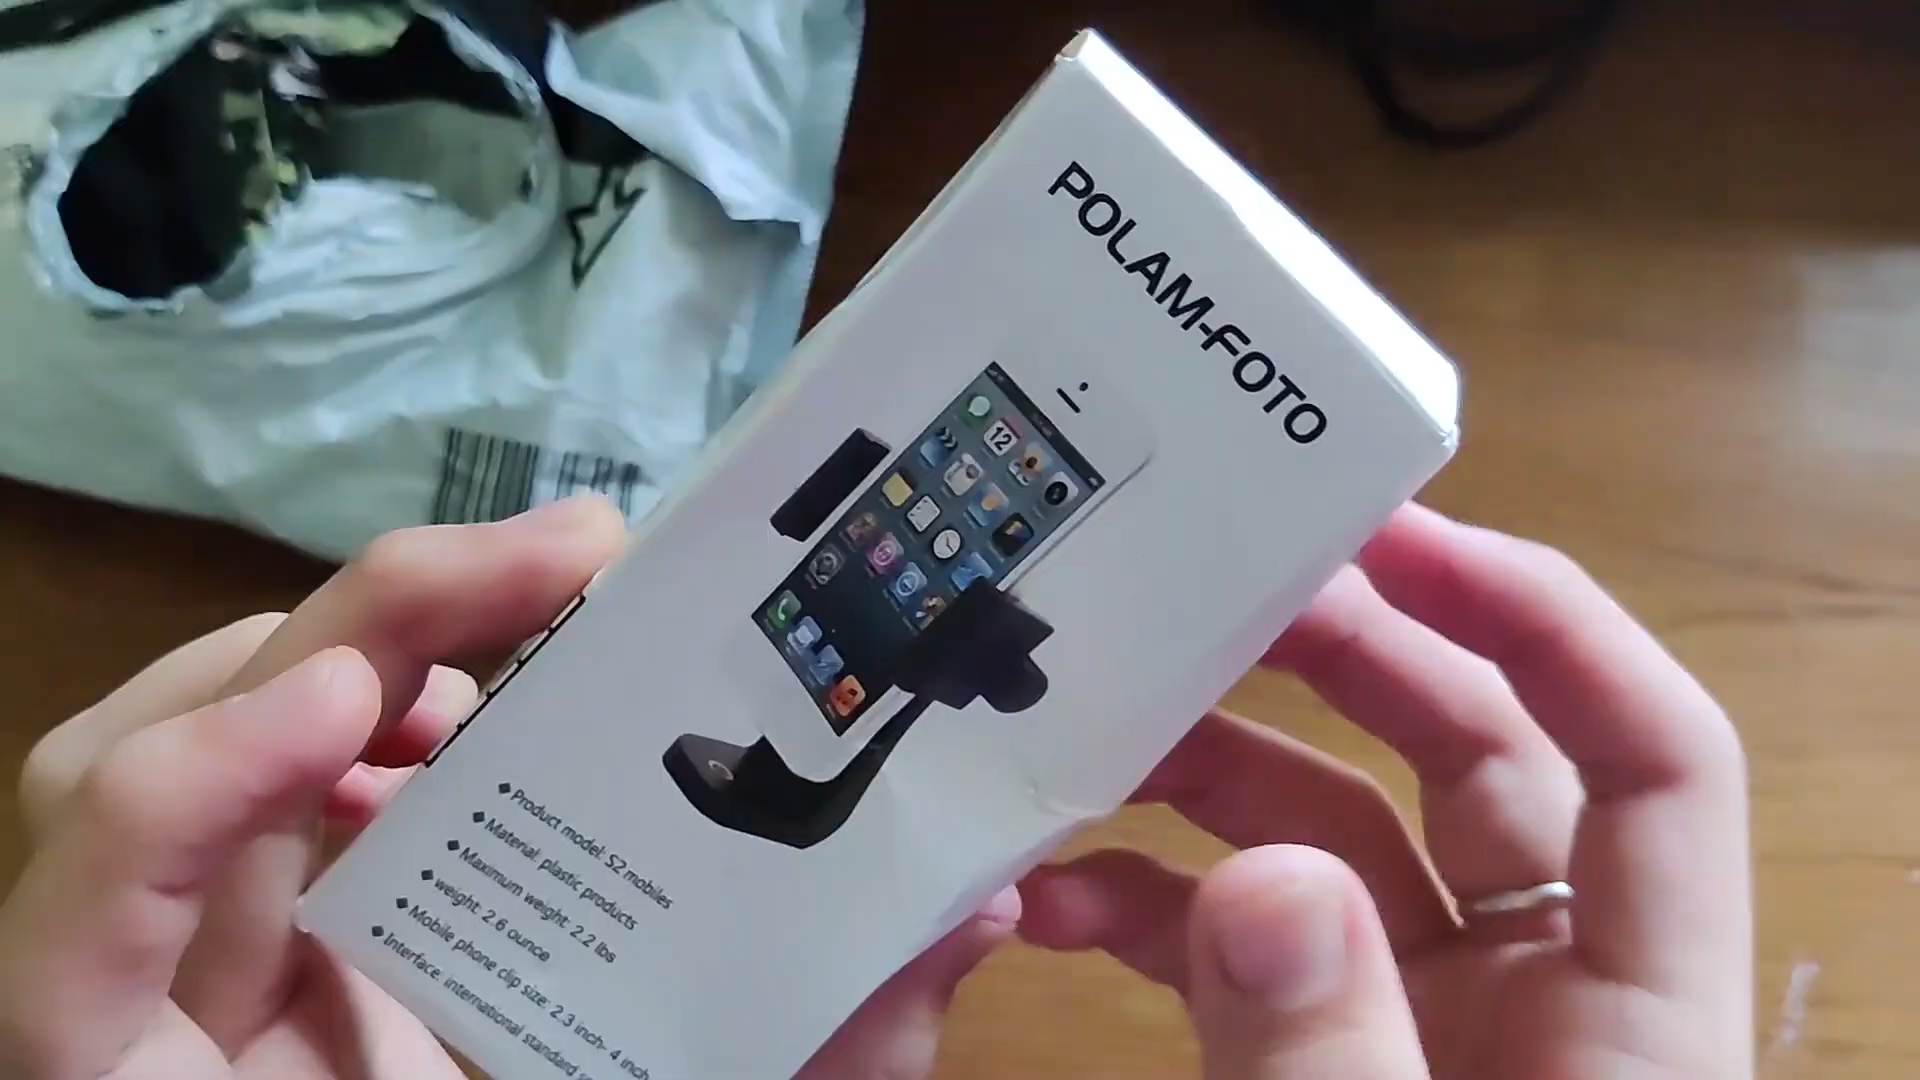 POLAM-FOTO
12
◆Product model: S2 mobiles
◆Material: plastic products
◆Maximum weight: 2.2 lbs
◆weight: 2.6 ounce
◆Mobile phone clip size: 2.3 inch- 4 inch
◆Interface: international standard